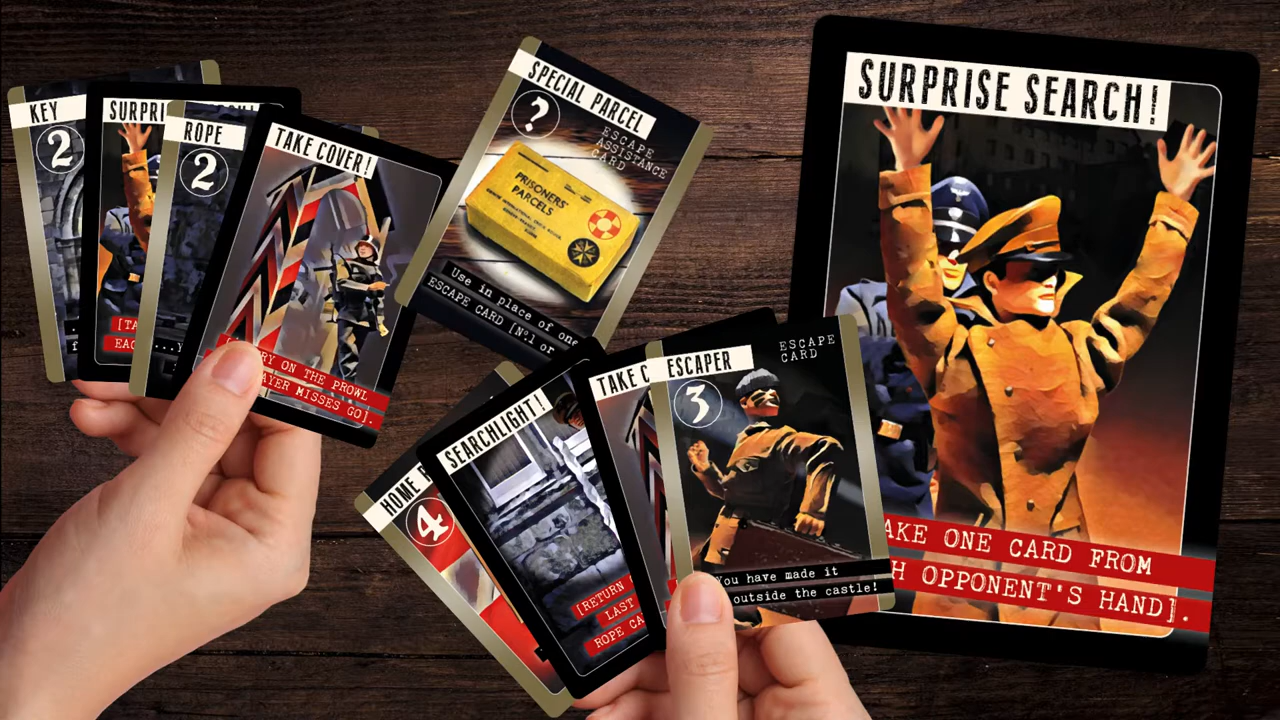 KEY
2
SURPRI
[TA
EAC
ROPE
2
TAKE COVER!
RY ON THE PROWL
AYER MISSES GO].
SPECIAL PARCEL
?
ESCAPE
ASSISTANCE
CARD
PRISONERS'
PARCELS
Use in place of one
ESCAPE CARD [Nº.1 or
HOME
4
SEARCHLIGHT!
[RETURN
LAST
ROPE CA
TAKE C
ESCAPER
3
ESCAPE
CARD
You have made it
outside the castle!
SURPRISE SEARCH!
AKE ONE CARD FROM
H OPPONENT'S HAND].